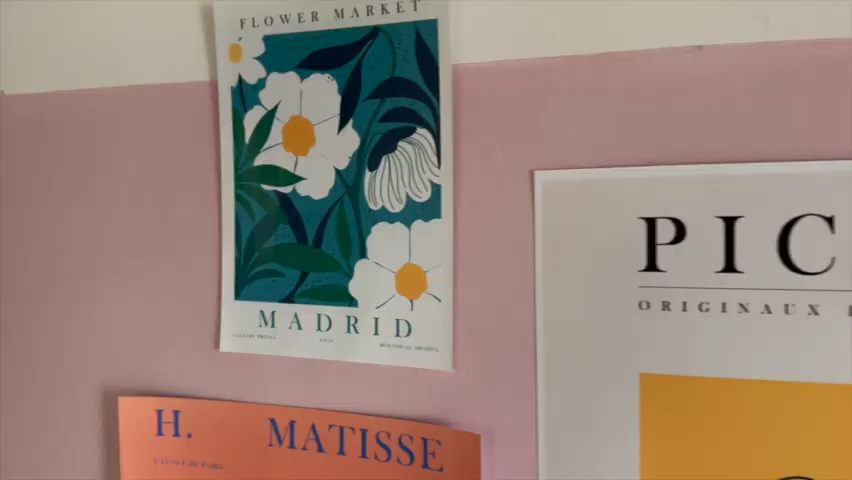 FLOWER MARKET
MADRID
H. MATISSE
PIC
ORIGINAUX